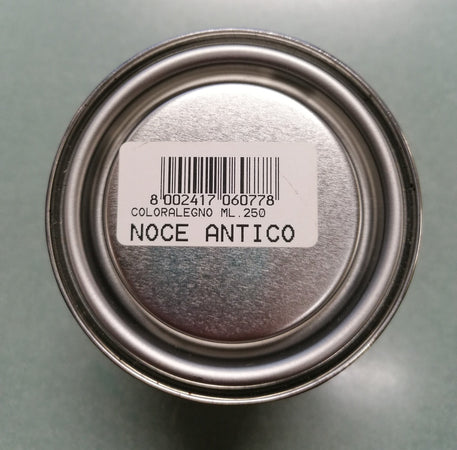 8 002417 060778
COLORALEGNO ML.250
NOCE ANTICO